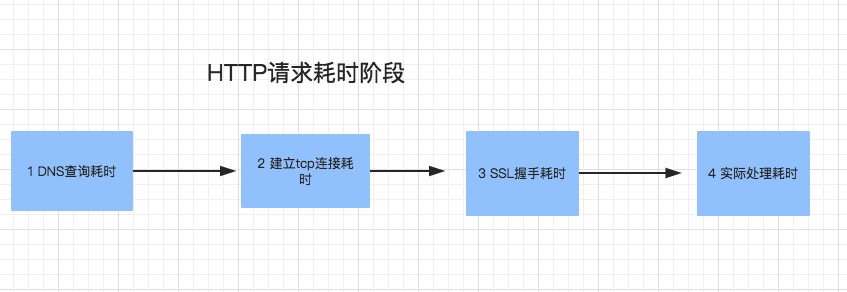 HTTP请求耗时阶段
1 DNS查询耗时
2 建立tcp连接耗
时
3 SSL握手耗时
4 实际处理耗时